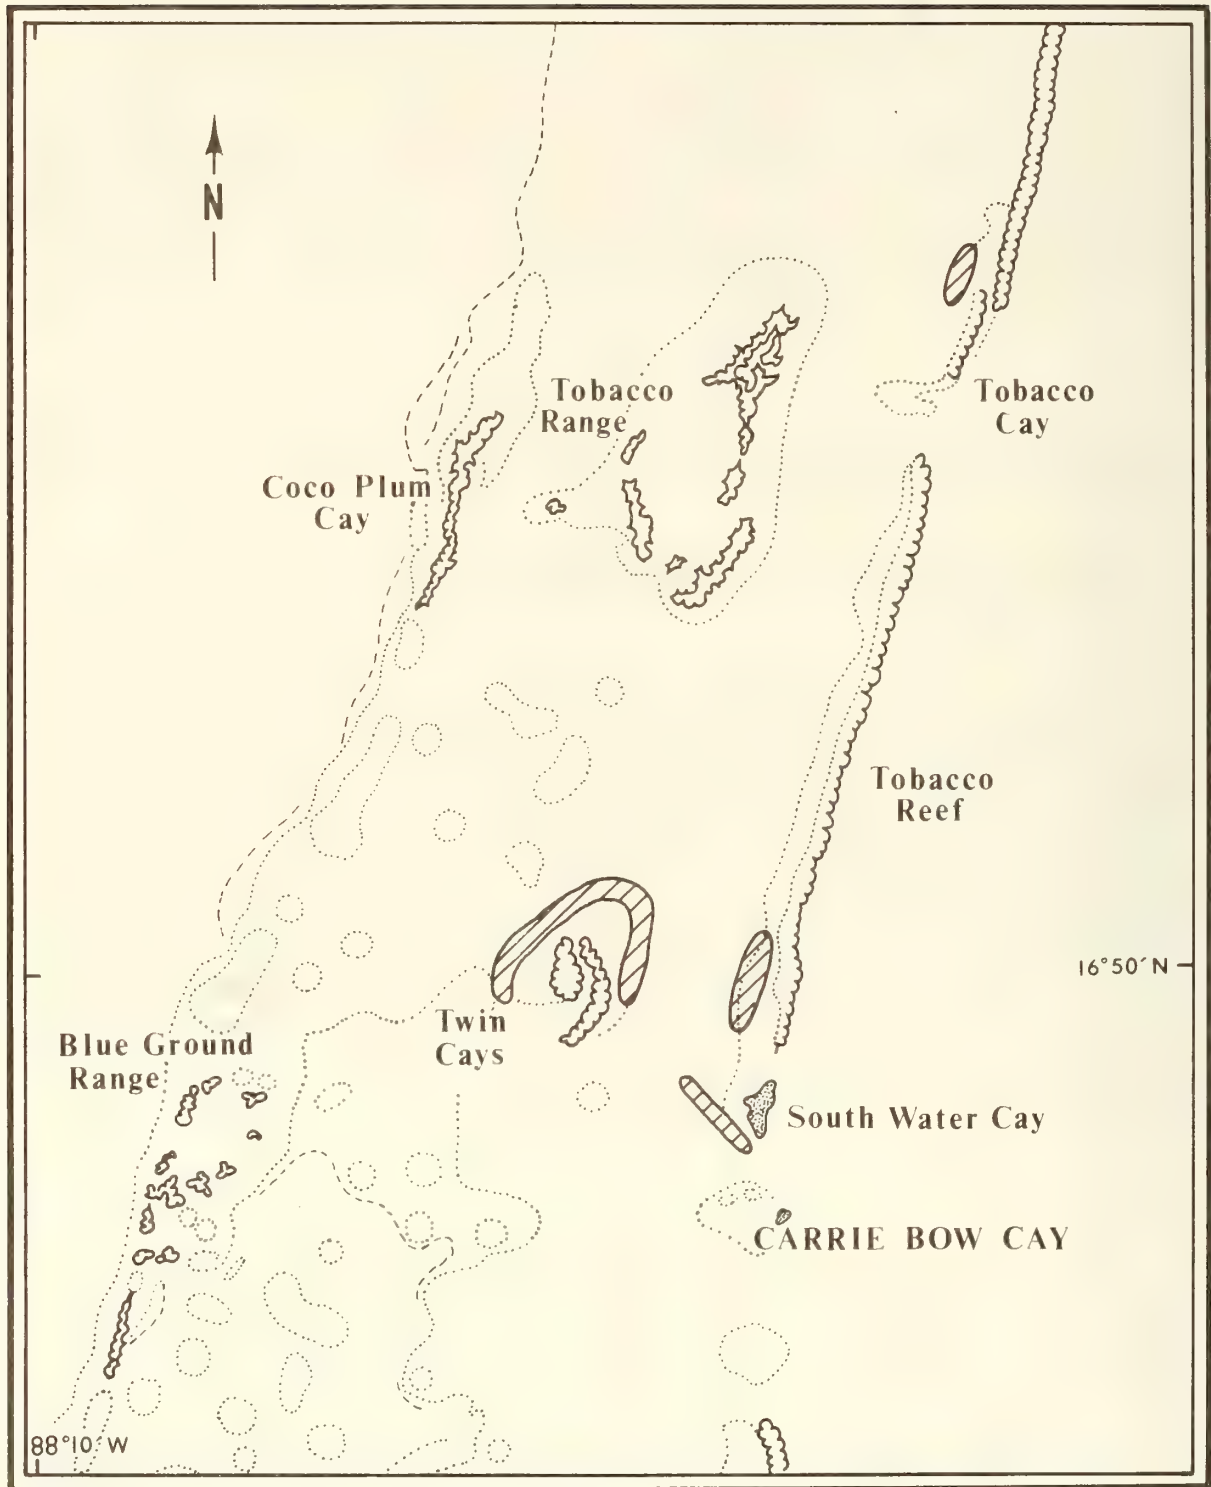 N
Tobacco
Range
Tobacco
Cay
Coco Plum
Cay
Tobacco
Reef
16°50´N
Twin
Cays
Blue Ground
Range
South Water Cay
CARRIE BOW CAY
88°10´W